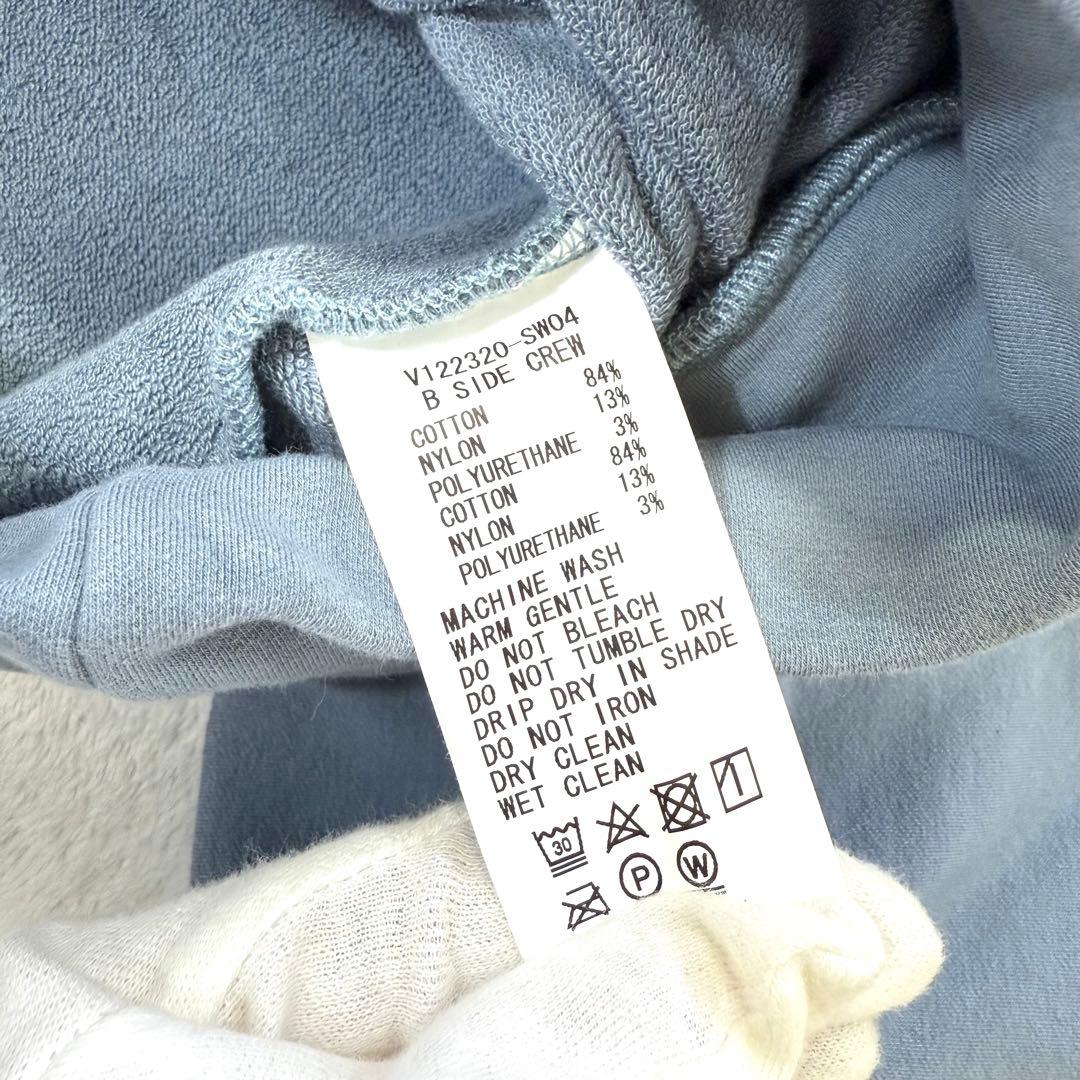 V122320-SW04
B SIDE CREW
COTTON 84%
NYLON 13%
POLYURETHANE 3%
COTTON 84%
NYLON 13%
POLYURETHANE 3%
MACHINE WASH
WARM GENTLE
DO NOT BLEACH
DO NOT TUMBLE DRY
DRIP DRY IN SHADE
DO NOT IRON
DRY CLEAN
WET CLEAN
30
P W